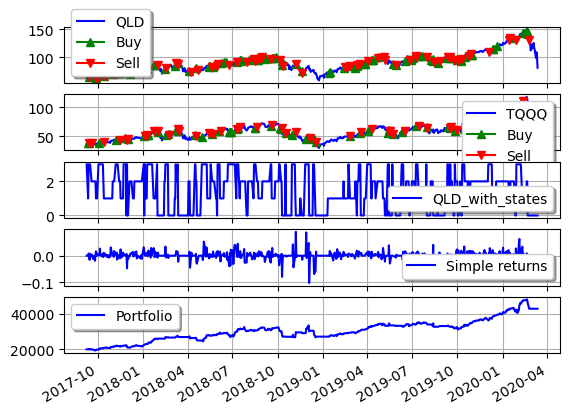 150
100
QLD
Buy
Sell
100
50
TQQQ
Buy
Sell
2
0
QLD_with_states
0.0
−0.1
Simple returns
40000
20000
Portfolio
2017-10
2018-01
2018-04
2018-07
2018-10
2019-01
2019-04
2019-07
2019-10
2020-01
2020-04